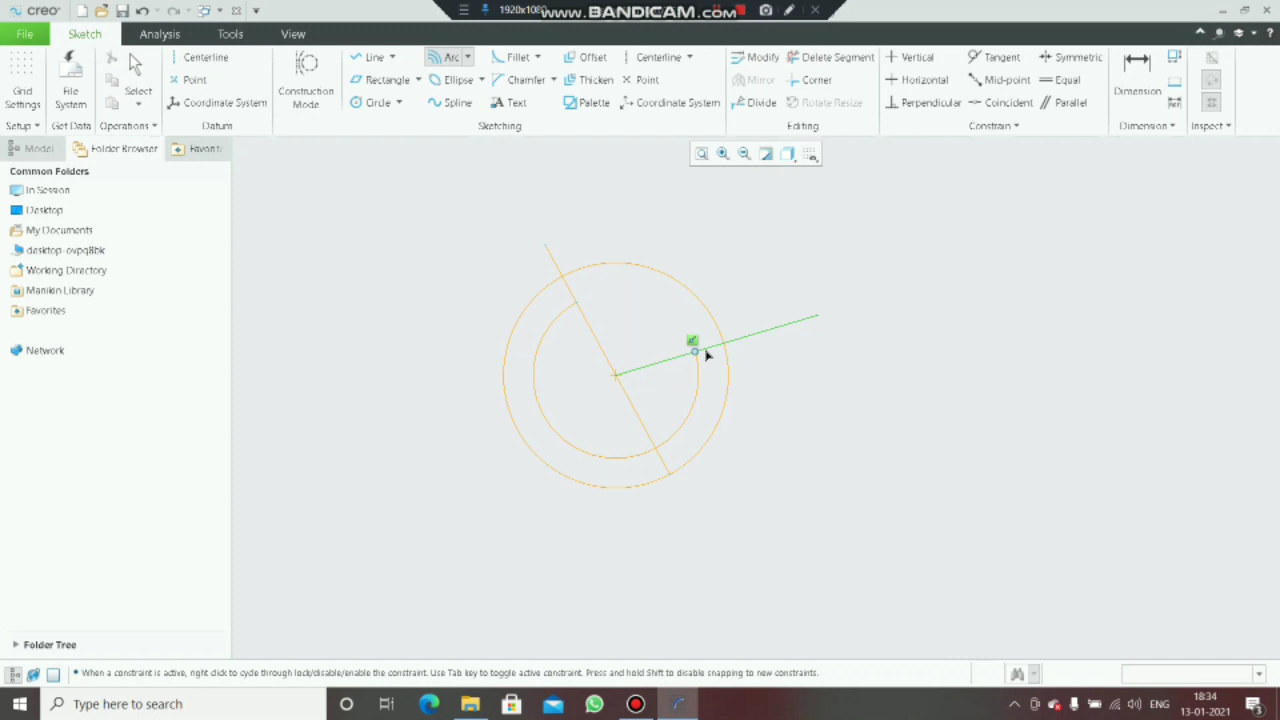 creo
1920x1080
www.BANDICAM.com
File Sketch Analysis Tools View
Centerline Line Arc Fillet Offset Centerline Modify Delete Segment Vertical Tangent Symmetric
Point Rectangle Ellipse Chamfer Thicken Point Mirror Corner Horizontal Mid-point Equal
Coordinate System Circle Spline Text Palette Coordinate System Divide Rotate Resize Perpendicular Coincident Parallel
Grid Settings File System Select Construction Mode Dimension
Setup Get Data Operations Datum Sketching Editing Constrain Dimension Inspect
Model Folder Browser Favori
Common Folders
In Session
Desktop
My Documents
desktop-ovpq8bk
Working Directory
Manikin Library
Favorites
Network
Folder Tree
• When a constraint is active, right click to cycle through lock/disable/enable the constraint. Use Tab key to toggle active constraint. Press and hold Shift to disable snapping to new constraints.
Type here to search
ENG
18:34
13-01-2021
3